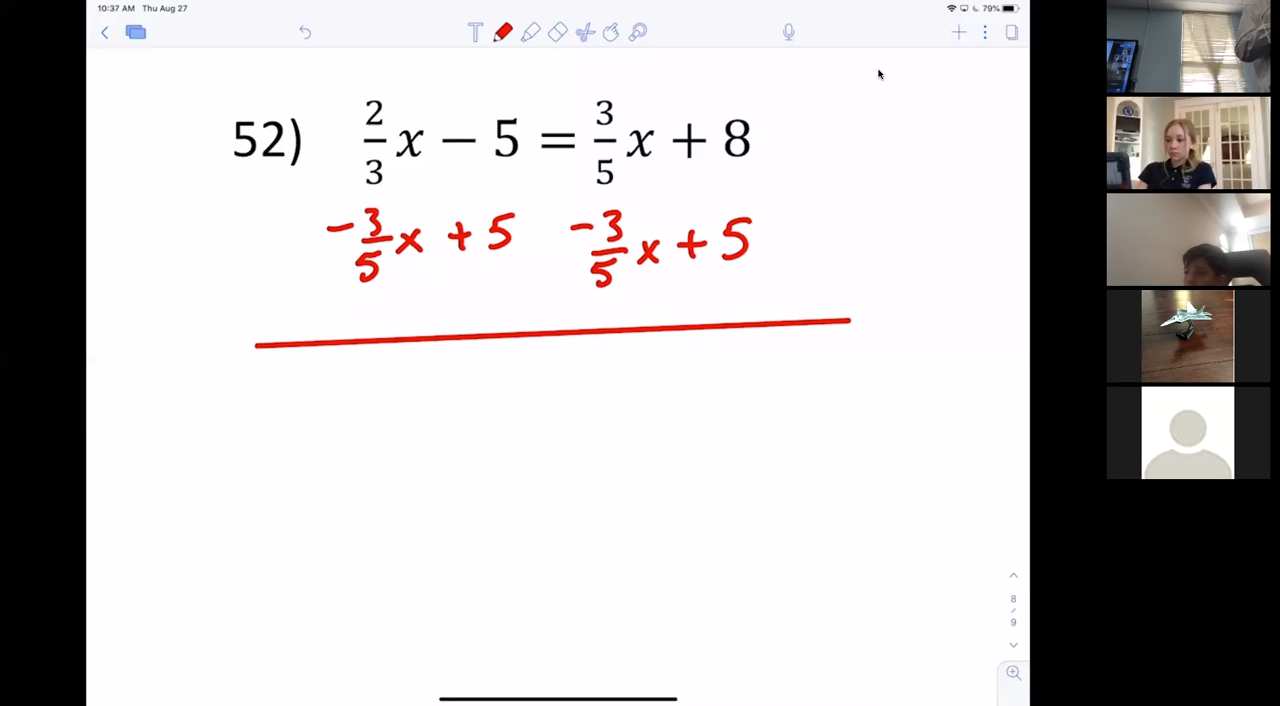 10:37 AM Thu Aug 27 79%
T
52) 2/3 x − 5 = 3/5 x + 8
-3/5 x + 5 -3/5 x + 5
8
/
9